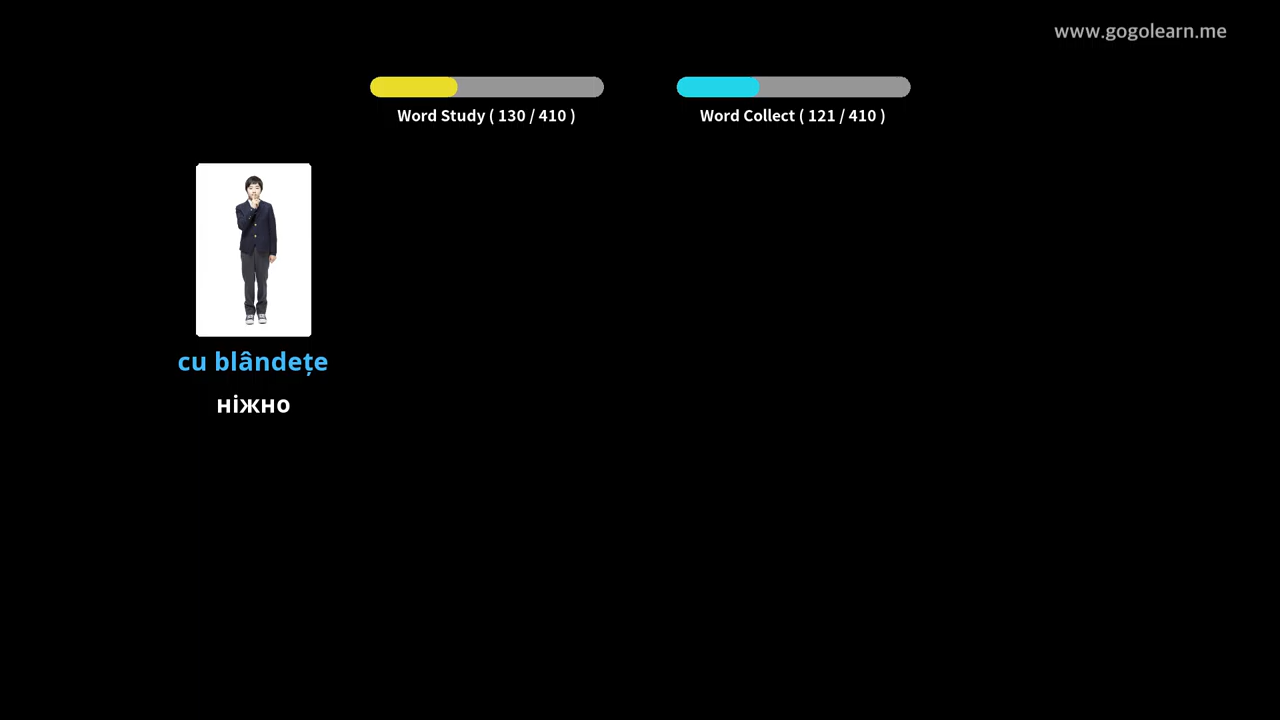 www.gogolearn.me
Word Study ( 130 / 410 )
Word Collect ( 121 / 410 )
cu blândețe
ніжно